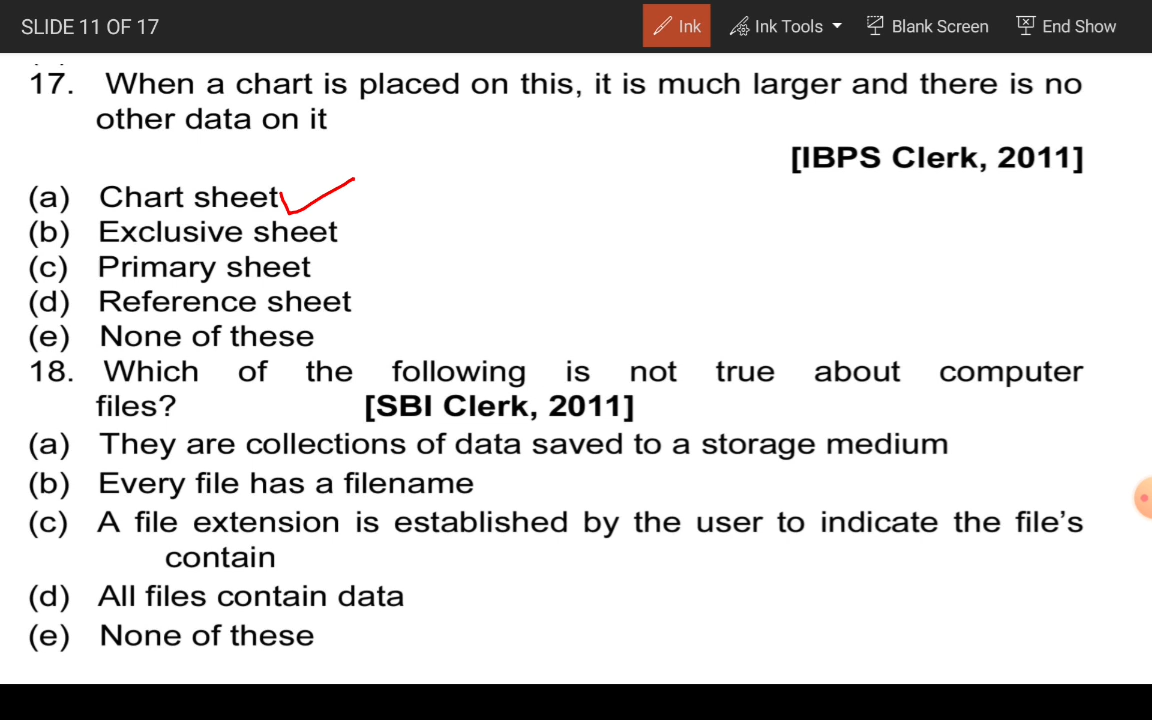 SLIDE 11 OF 17 Ink Ink Tools Blank Screen End Show
17. When a chart is placed on this, it is much larger and there is no
other data on it
[IBPS Clerk, 2011]
(a) Chart sheet
(b) Exclusive sheet
(c) Primary sheet
(d) Reference sheet
(e) None of these
18. Which of the following is not true about computer
files? [SBI Clerk, 2011]
(a) They are collections of data saved to a storage medium
(b) Every file has a filename
(c) A file extension is established by the user to indicate the file's
contain
(d) All files contain data
(e) None of these